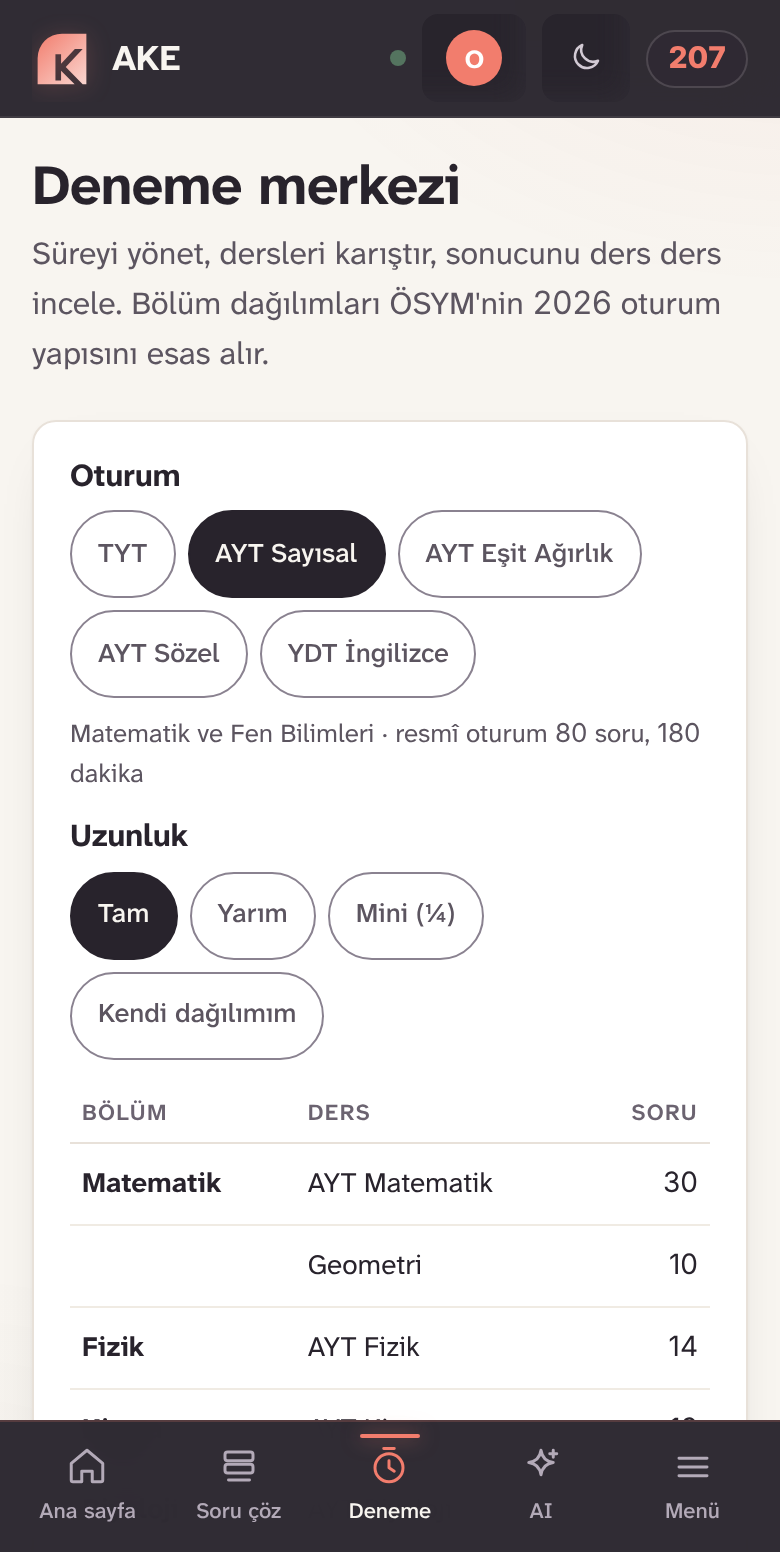 K AKE
O
207
Deneme merkezi
Süreyi yönet, dersleri karıştır, sonucunu ders ders
incele. Bölüm dağılımları ÖSYM'nin 2026 oturum
yapısını esas alır.
Oturum
TYT
AYT Sayısal
AYT Eşit Ağırlık
AYT Sözel
YDT İngilizce
Matematik ve Fen Bilimleri · resmî oturum 80 soru, 180
dakika
Uzunluk
Tam
Yarım
Mini (¼)
Kendi dağılımım
BÖLÜM DERS SORU
Matematik AYT Matematik 30
Geometri 10
Fizik AYT Fizik 14
Ana sayfa
Soru çöz
Deneme
AI
Menü